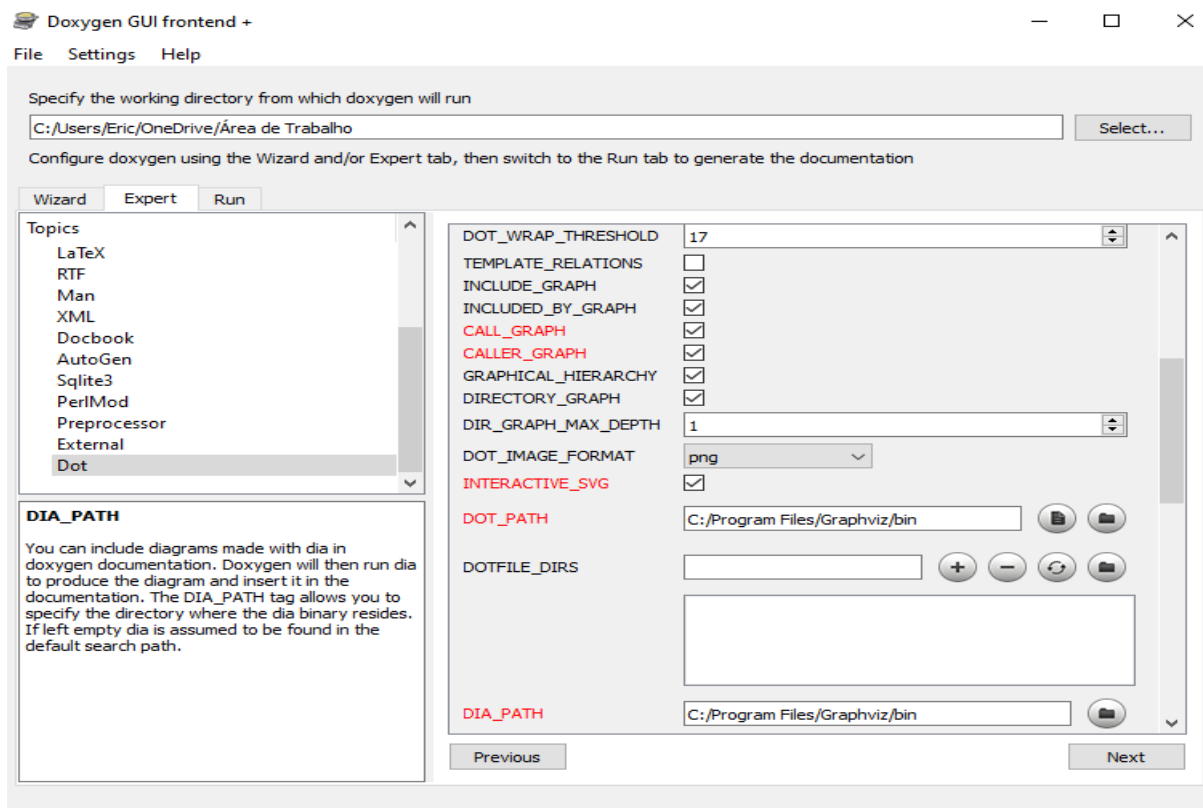 Doxygen GUI frontend +
File Settings Help
Specify the working directory from which doxygen will run
C:/Users/Eric/OneDrive/Área de Trabalho Select...
Configure doxygen using the Wizard and/or Expert tab, then switch to the Run tab to generate the documentation
Wizard Expert Run
Topics
LaTeX
RTF
Man
XML
Docbook
AutoGen
Sqlite3
PerlMod
Preprocessor
External
Dot
DIA_PATH
You can include diagrams made with dia in
doxygen documentation. Doxygen will then run dia
to produce the diagram and insert it in the
documentation. The DIA_PATH tag allows you to
specify the directory where the dia binary resides.
If left empty dia is assumed to be found in the
default search path.
DOT_WRAP_THRESHOLD 17
TEMPLATE_RELATIONS
INCLUDE_GRAPH
INCLUDED_BY_GRAPH
CALL_GRAPH
CALLER_GRAPH
GRAPHICAL_HIERARCHY
DIRECTORY_GRAPH
DIR_GRAPH_MAX_DEPTH 1
DOT_IMAGE_FORMAT png
INTERACTIVE_SVG
DOT_PATH C:/Program Files/Graphviz/bin
DOTFILE_DIRS
DIA_PATH C:/Program Files/Graphviz/bin
Previous Next